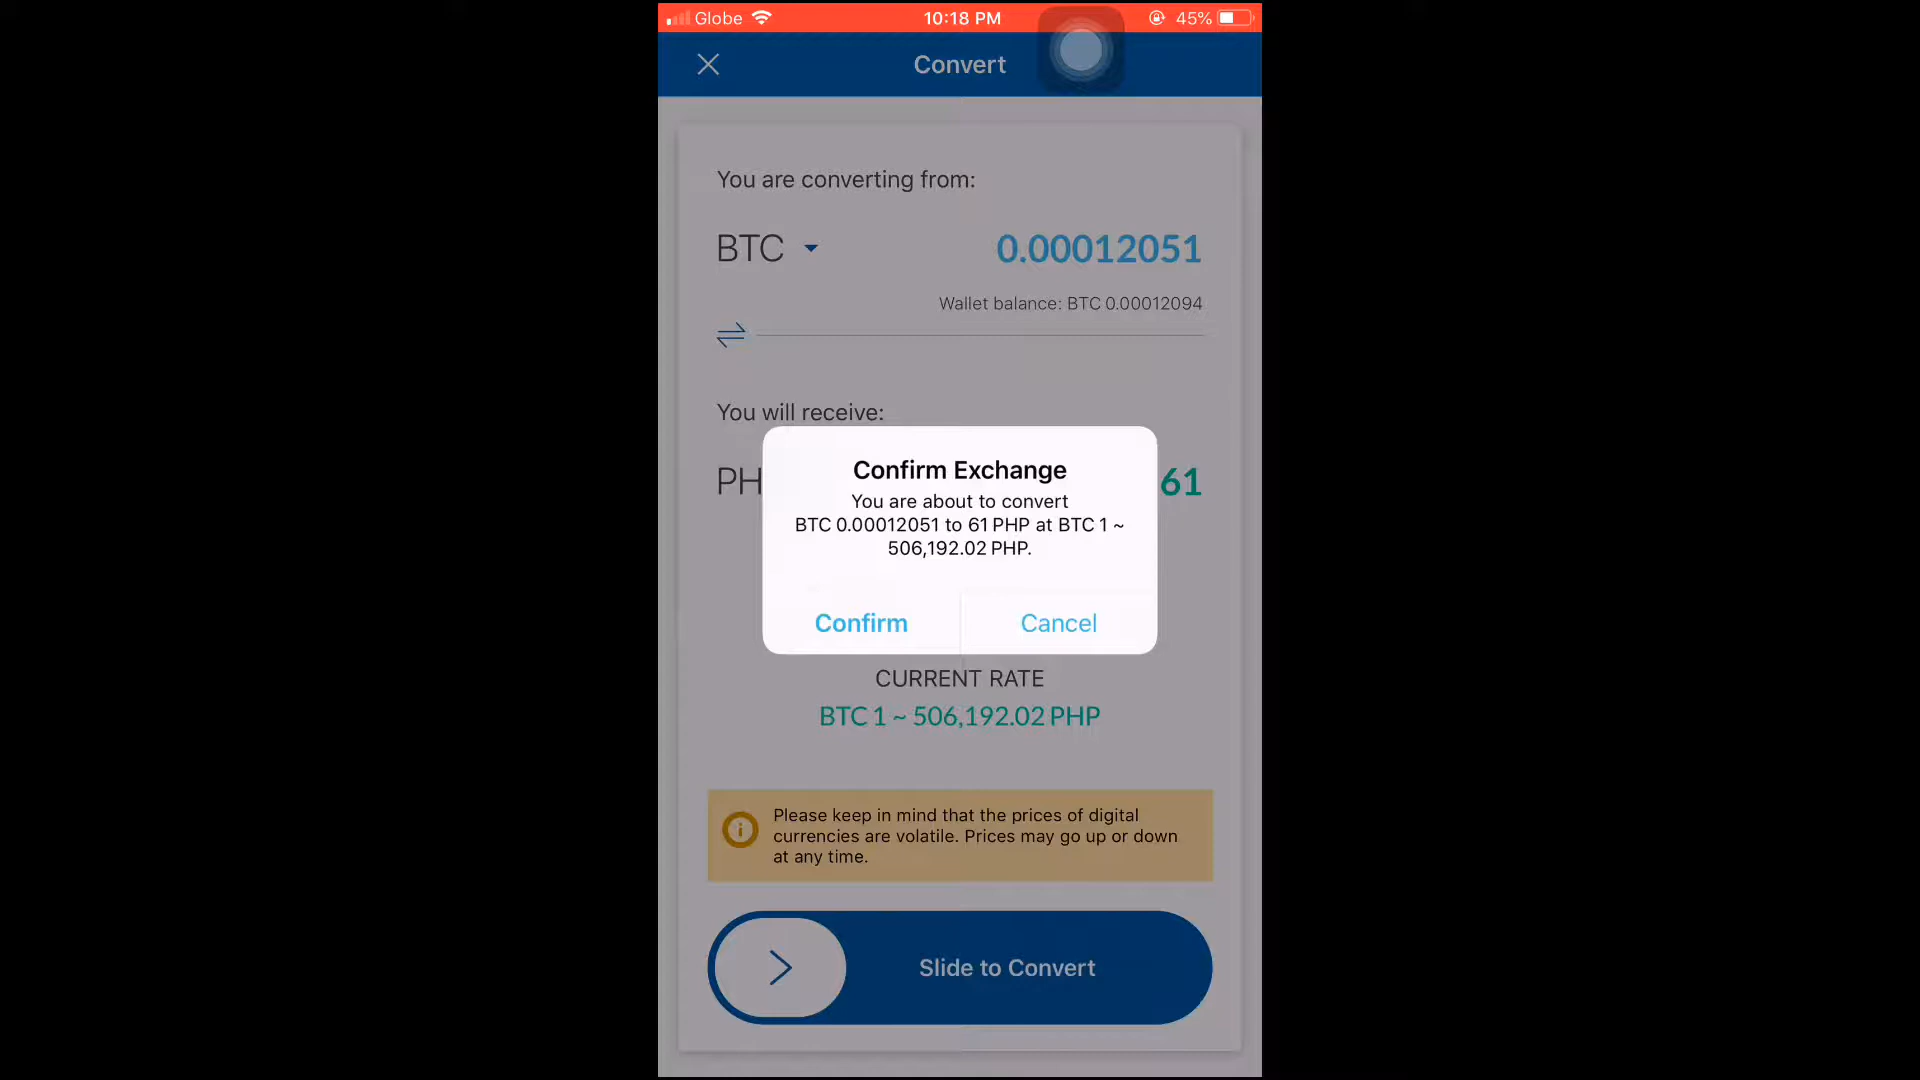 Globe 10:18 PM 45%
Convert
You are converting from:
BTC 0.00012051
Wallet balance: BTC 0.00012094
You will receive:
PH 61
Confirm Exchange
You are about to convert
BTC 0.00012051 to 61 PHP at BTC 1 ~
506,192.02 PHP.
Confirm Cancel
CURRENT RATE
BTC 1 ~ 506,192.02 PHP
Please keep in mind that the prices of digital
currencies are volatile. Prices may go up or down
at any time.
Slide to Convert